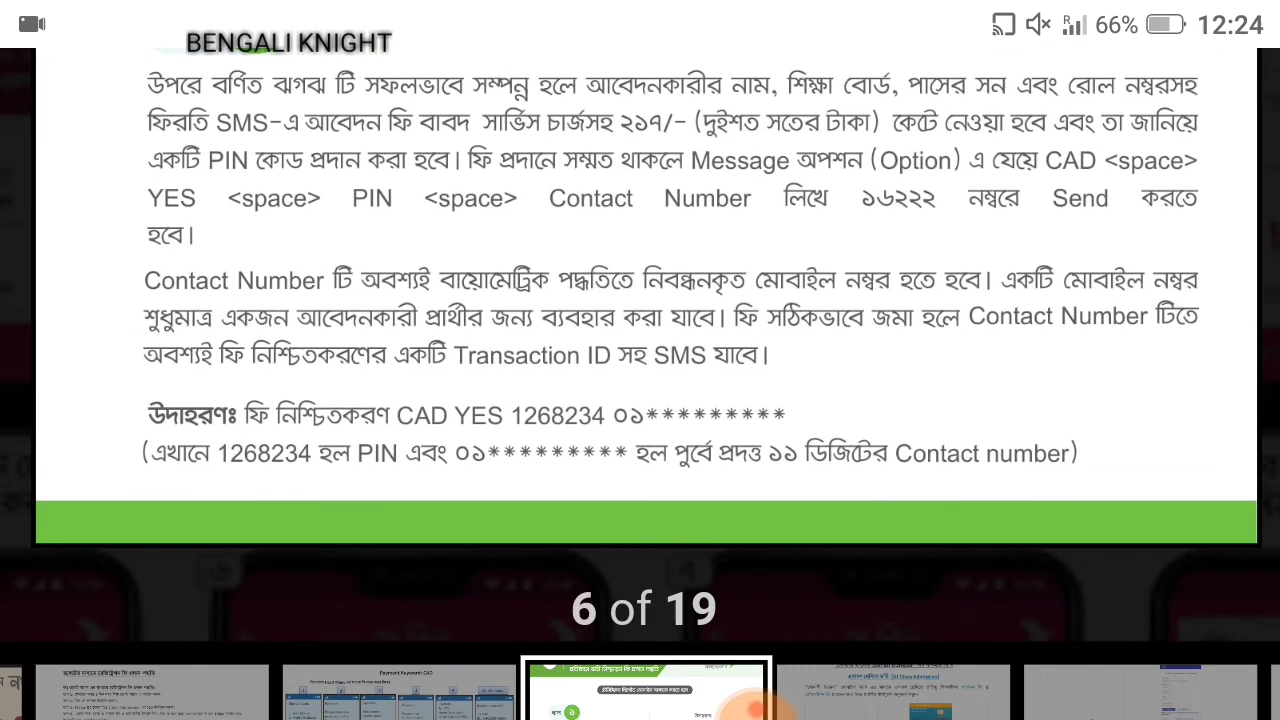 R 66% 12:24
BENGALI KNIGHT
উপরে বর্ণিত ঝগঝ টি সফলভাবে সম্পন্ন হলে আবেদনকারীর নাম, শিক্ষা বোর্ড, পাসের সন এবং রোল নম্বরসহ
ফিরতি SMS-এ আবেদন ফি বাবদ সার্ভিস চার্জসহ ২১৭/- (দুইশত সতের টাকা) কেটে নেওয়া হবে এবং তা জানিয়ে
একটি PIN কোড প্রদান করা হবে। ফি প্রদানে সম্মত থাকলে Message অপশন (Option) এ যেয়ে CAD <space>
YES <space> PIN <space> Contact Number লিখে ১৬২২২ নম্বরে Send করতে
হবে।
Contact Number টি অবশ্যই বায়োমেট্রিক পদ্ধতিতে নিবন্ধনকৃত মোবাইল নম্বর হতে হবে। একটি মোবাইল নম্বর
শুধুমাত্র একজন আবেদনকারী প্রার্থীর জন্য ব্যবহার করা যাবে। ফি সঠিকভাবে জমা হলে Contact Number টিতে
অবশ্যই ফি নিশ্চিতকরণের একটি Transaction ID সহ SMS যাবে।
উদাহরণঃ ফি নিশ্চিতকরণ CAD YES 1268234 ০১*********
(এখানে 1268234 হল PIN এবং ০১********* হল পুর্বে প্রদত্ত ১১ ডিজিটের Contact number)
6 of 19
Payment Keyword: CAD
(XI Class Admission)